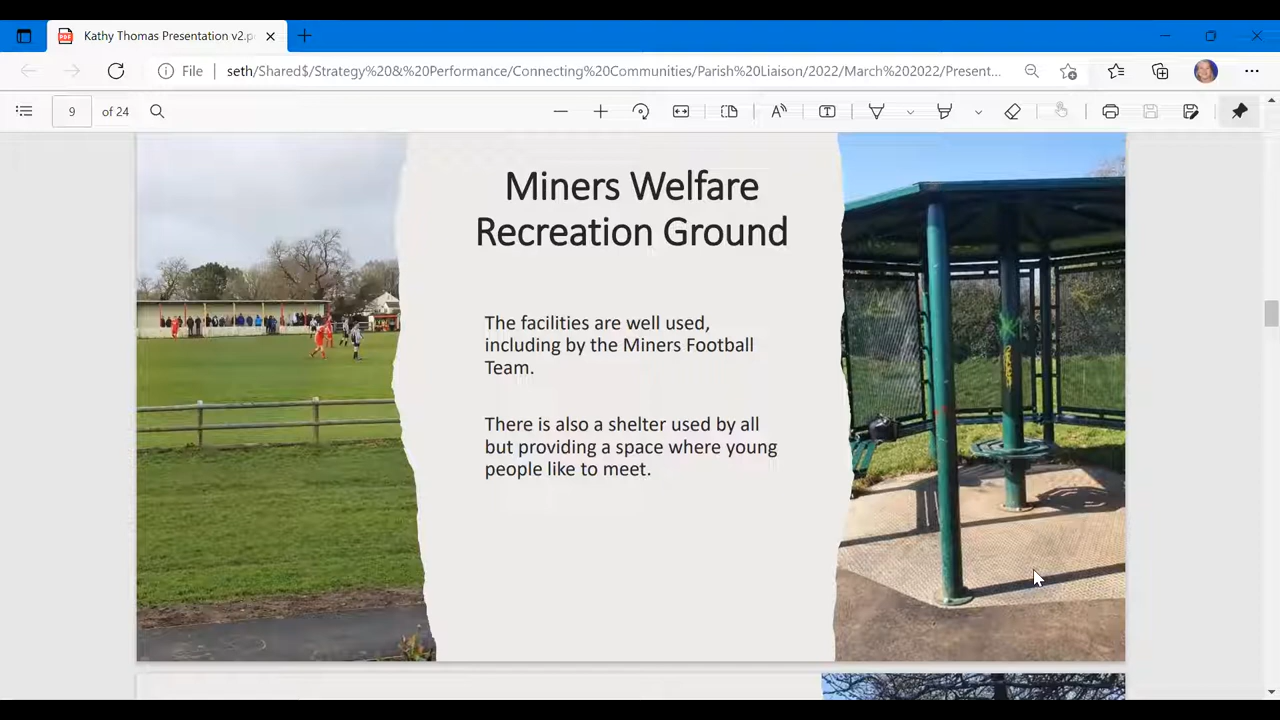 Kathy Thomas Presentation v2.p
File
seth/Shared$/Strategy%20&%20Performance/Connecting%20Communities/Parish%20Liaison/2022/March%202022/Present...
9 of 24
Miners Welfare
Recreation Ground
The facilities are well used,
including by the Miners Football
Team.
There is also a shelter used by all
but providing a space where young
people like to meet.